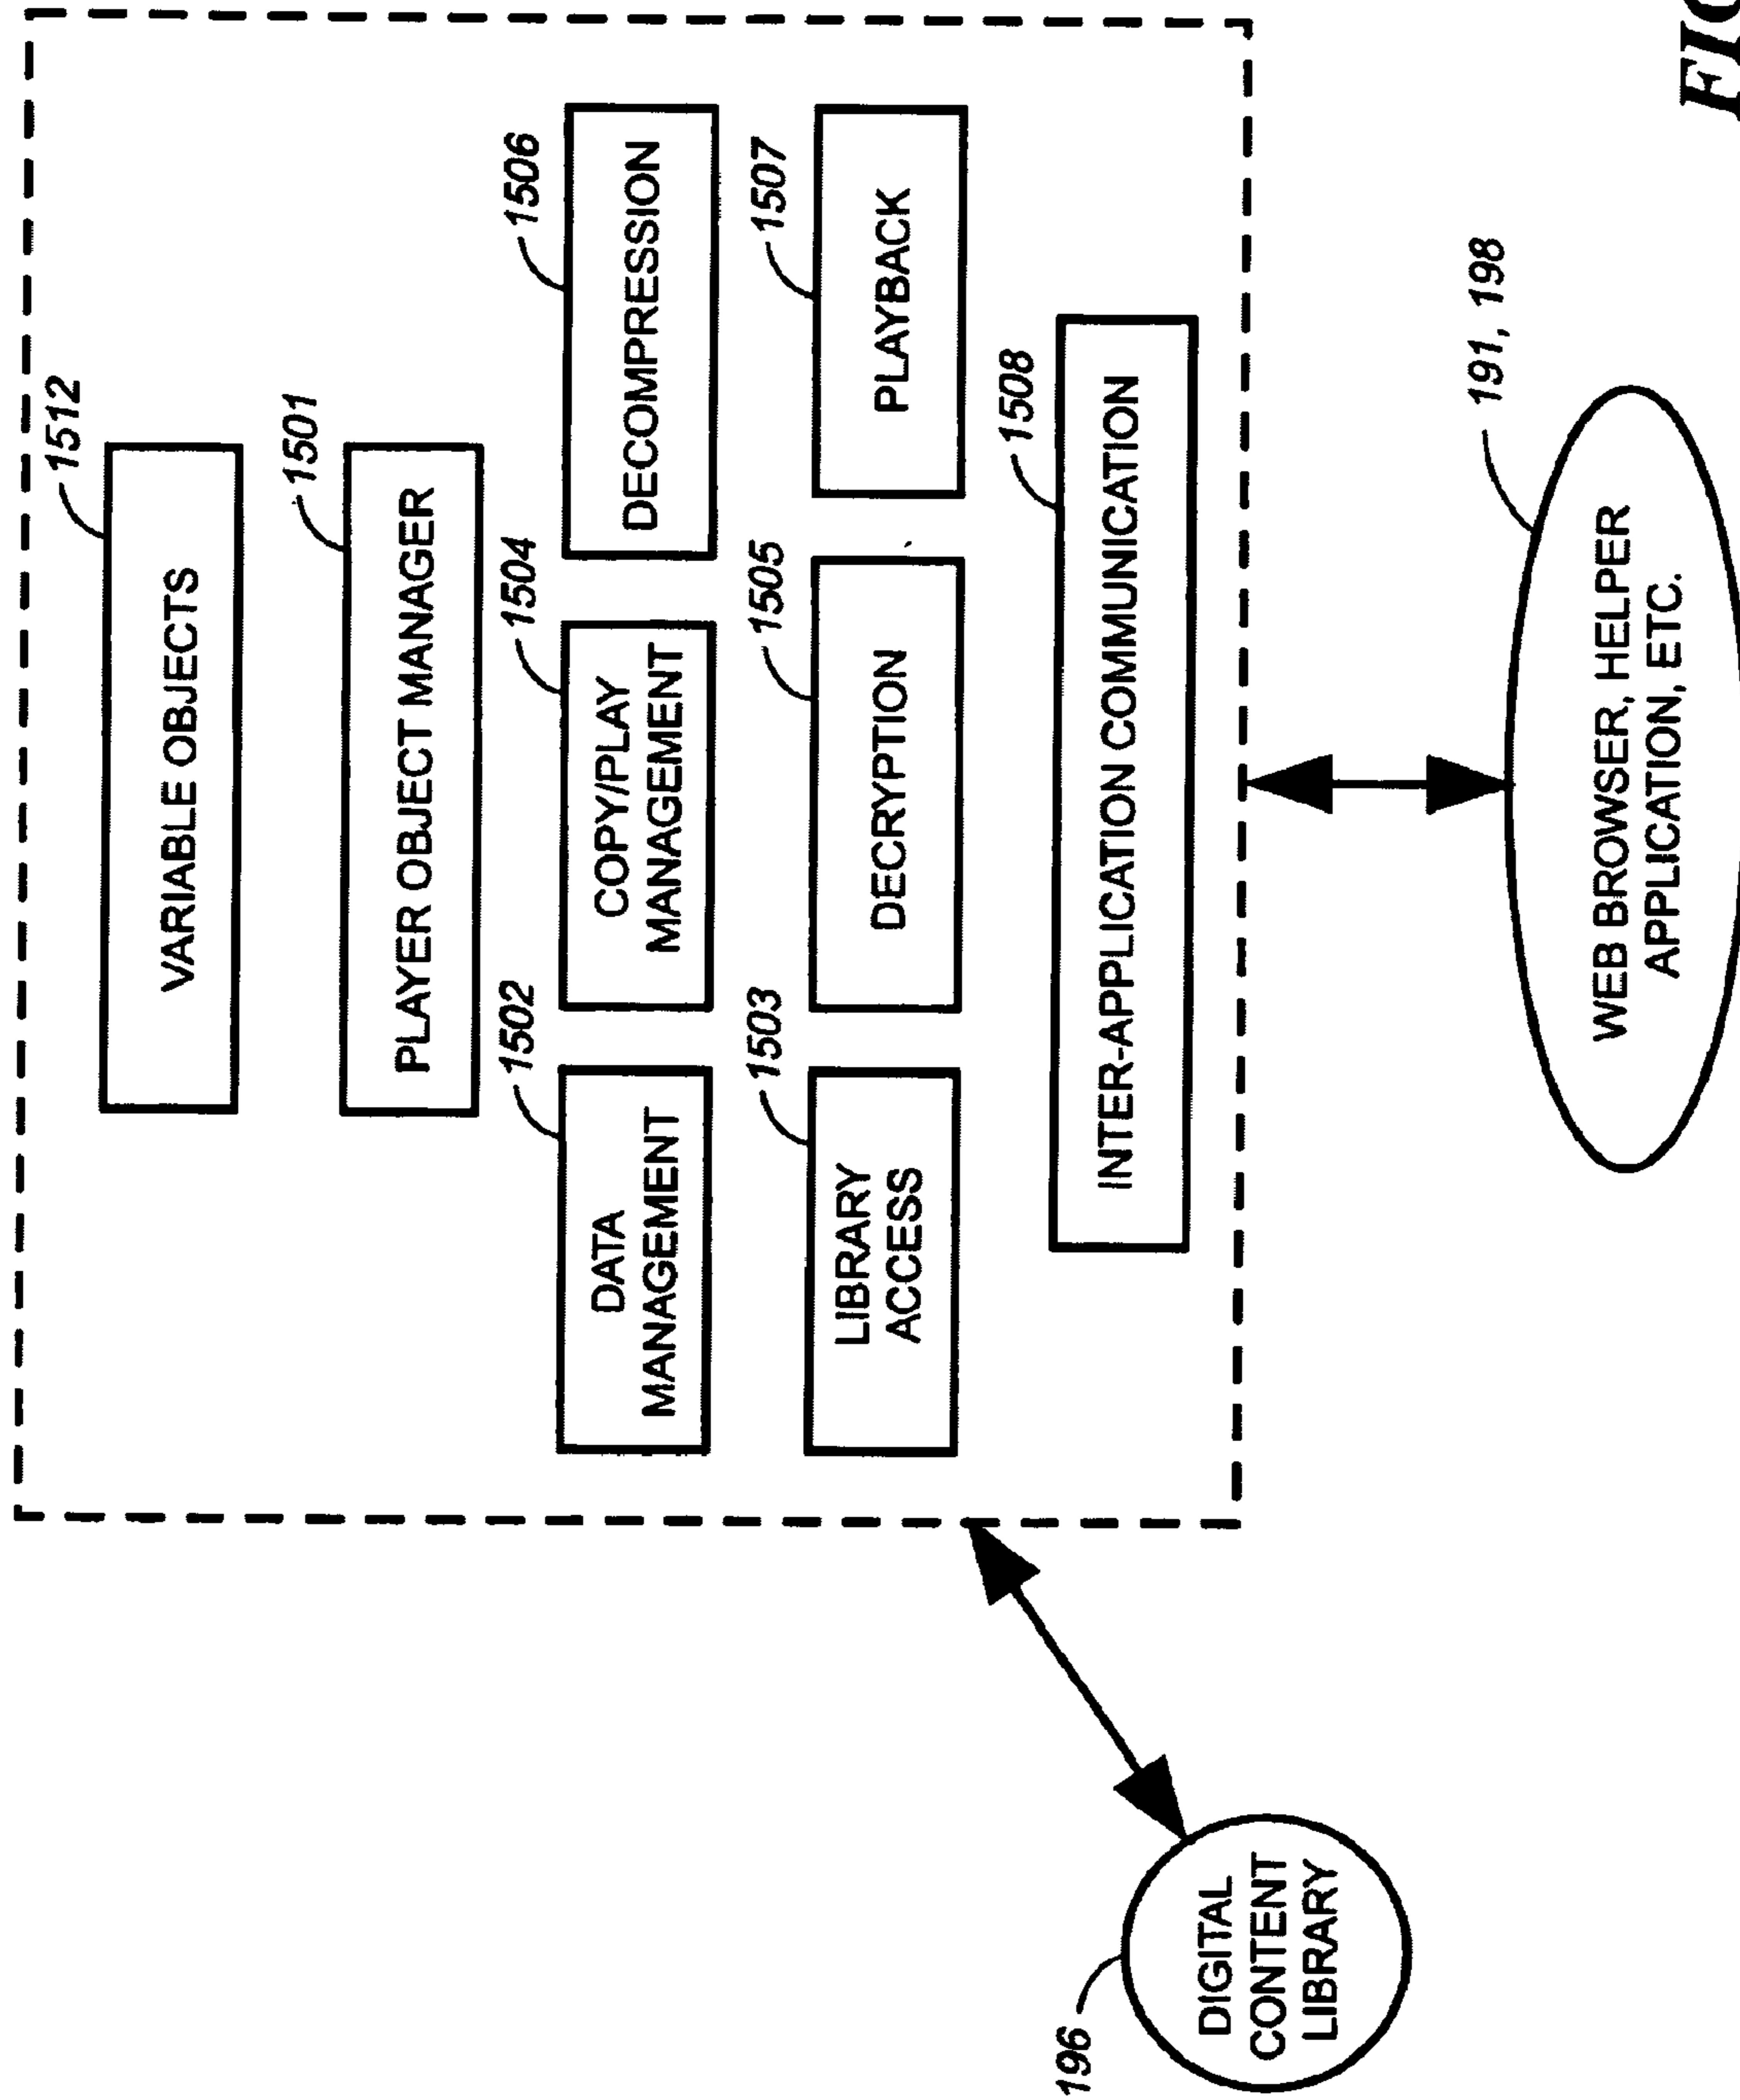 1512
VARIABLE OBJECTS
1501
PLAYER OBJECT MANAGER
1502
DATA
MANAGEMENT
1504
COPY/PLAY
MANAGEMENT
1506
DECOMPRESSION
1503
LIBRARY
ACCESS
1505
DECRYPTION
1507
PLAYBACK
1508
INTER-APPLICATION COMMUNICATION
196
DIGITAL
CONTENT
LIBRARY
191, 198
WEB BROWSER, HELPER
APPLICATION, ETC.